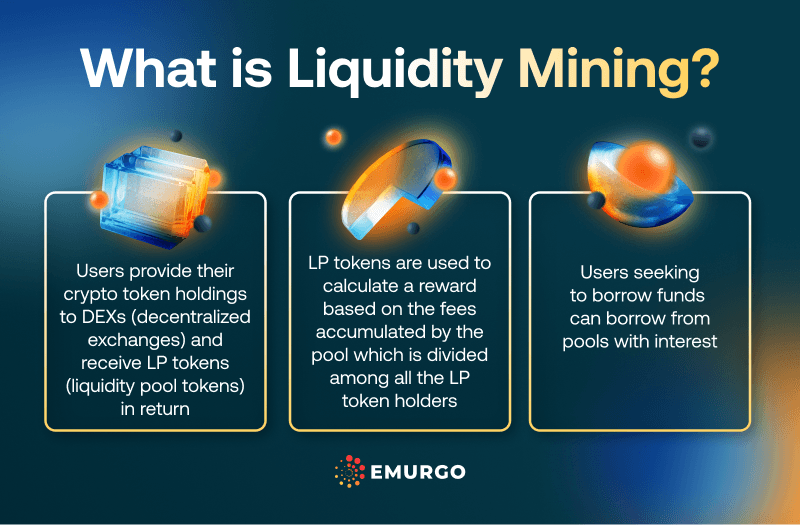 What is Liquidity Mining?
Users provide their
crypto token holdings
to DEXs (decentralized
exchanges) and
receive LP tokens
(liquidity pool tokens)
in return
LP tokens are used to
calculate a reward
based on the fees
accumulated by the
pool which is divided
among all the LP
token holders
Users seeking
to borrow funds
can borrow from
pools with interest
EMURGO